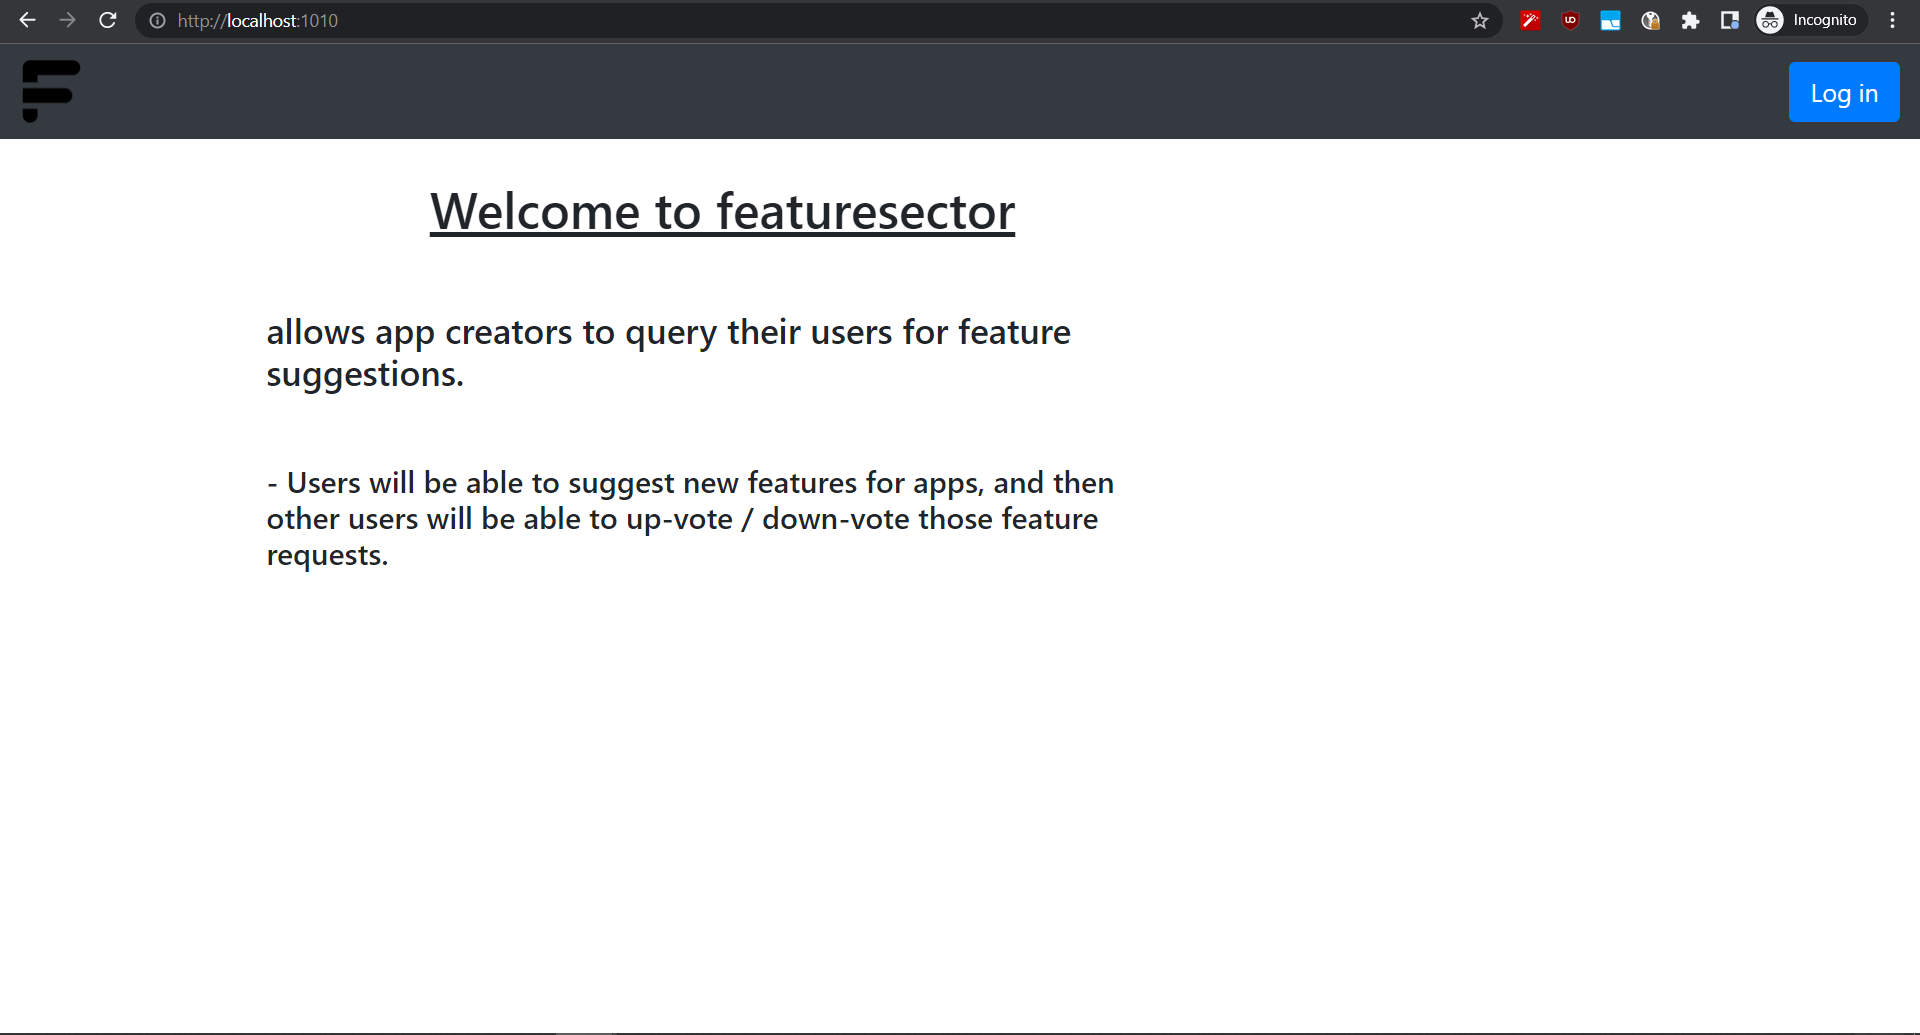 http://localhost:1010
Incognito
Log in
Welcome to featuresector
allows app creators to query their users for feature
suggestions.
- Users will be able to suggest new features for apps, and then
other users will be able to up-vote / down-vote those feature
requests.